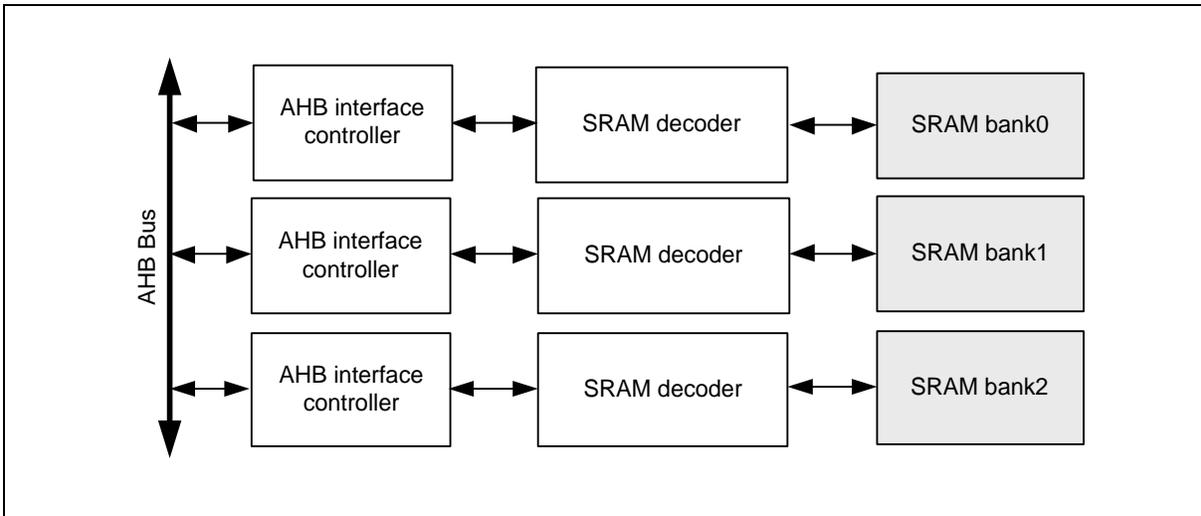 AHB Bus
AHB interface
controller
SRAM decoder
SRAM bank0
AHB interface
controller
SRAM decoder
SRAM bank1
AHB interface
controller
SRAM decoder
SRAM bank2